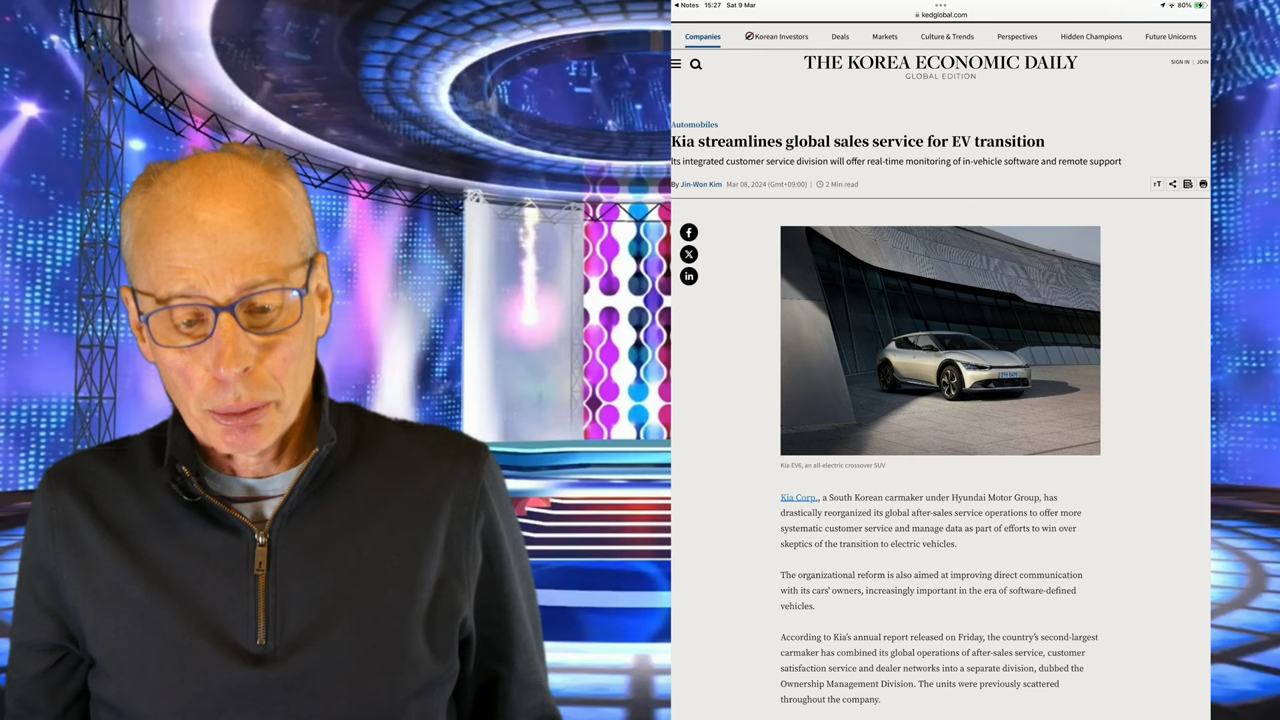 Notes 15:27 Sat 9 Mar
80%
kedglobal.com
Companies Korean Investors Deals Markets Culture & Trends Perspectives Hidden Champions Future Unicorns
THE KOREA ECONOMIC DAILY
GLOBAL EDITION
SIGN IN | JOIN
Automobiles
Kia streamlines global sales service for EV transition
Its integrated customer service division will offer real-time monitoring of in-vehicle software and remote support
By Jin-Won Kim Mar 08, 2024 (Gmt+09:00) | 2 Min read
Kia EV6, an all-electric crossover SUV
Kia Corp., a South Korean carmaker under Hyundai Motor Group, has
drastically reorganized its global after-sales service operations to offer more
systematic customer service and manage data as part of efforts to win over
skeptics of the transition to electric vehicles.
The organizational reform is also aimed at improving direct communication
with its cars' owners, increasingly important in the era of software-defined
vehicles.
According to Kia's annual report released on Friday, the country's second-largest
carmaker has combined its global operations of after-sales service, customer
satisfaction service and dealer networks into a separate division, dubbed the
Ownership Management Division. The units were previously scattered
throughout the company.